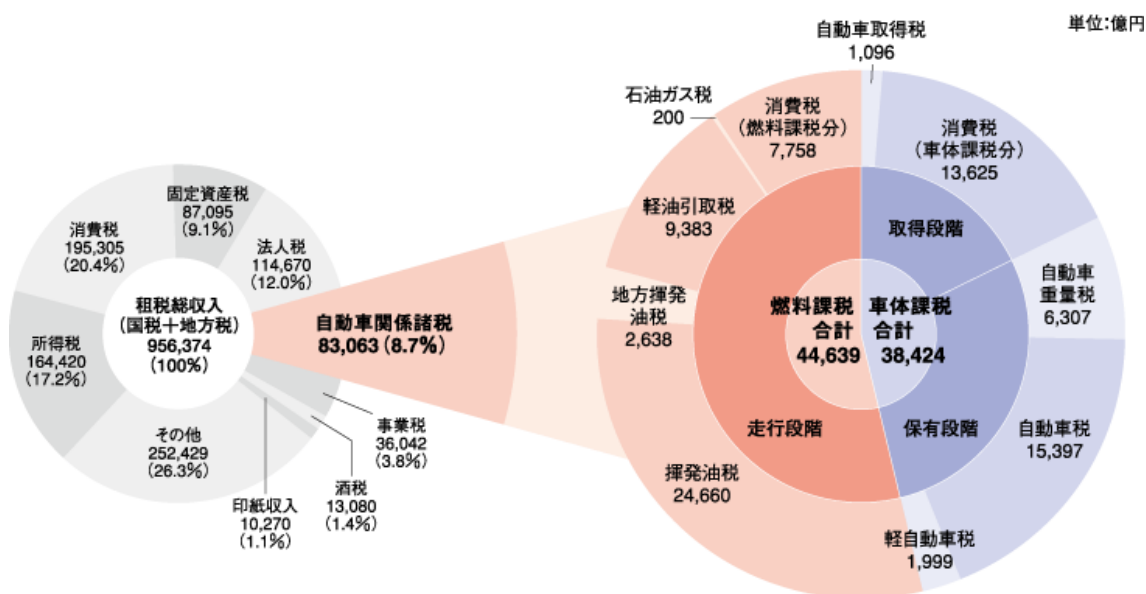 単位:億円
固定資産税
87,095
(9.1%)
法人税
114,670
(12.0%)
消費税
195,305
(20.4%)
所得税
164,420
(17.2%)
租税総収入
(国税＋地方税)
956,374
(100%)
その他
252,429
(26.3%)
印紙収入
10,270
(1.1%)
酒税
13,080
(1.4%)
事業税
36,042
(3.8%)
自動車関係諸税
83,063(8.7%)
自動車取得税
1,096
消費税
(車体課税分)
13,625
自動車
重量税
6,307
自動車税
15,397
軽自動車税
1,999
揮発油税
24,660
地方揮発
油税
2,638
軽油引取税
9,383
石油ガス税
200
消費税
(燃料課税分)
7,758
取得段階
保有段階
走行段階
燃料課税
合計
44,639
車体課税
合計
38,424